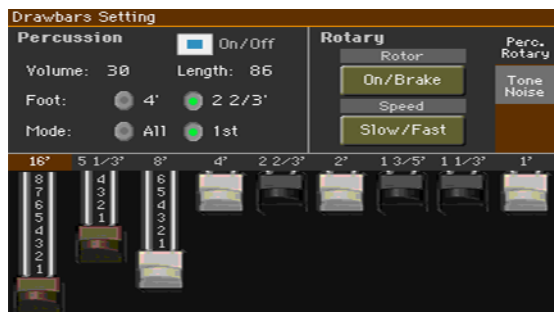 Drawbars Setting
Percussion
On/Off
Volume: 30 Length: 86
Foot: 4' 2 2/3'
Mode: All 1st
Rotary
Rotor
On/Brake
Speed
Slow/Fast
Perc.
Rotary
Tone
Noise
16' 5 1/3' 8' 4' 2 2/3' 2' 1 3/5' 1 1/3' 1'
8 4 6
7 3 5
6 2 4
5 1 3
4 2
3 1
2
1